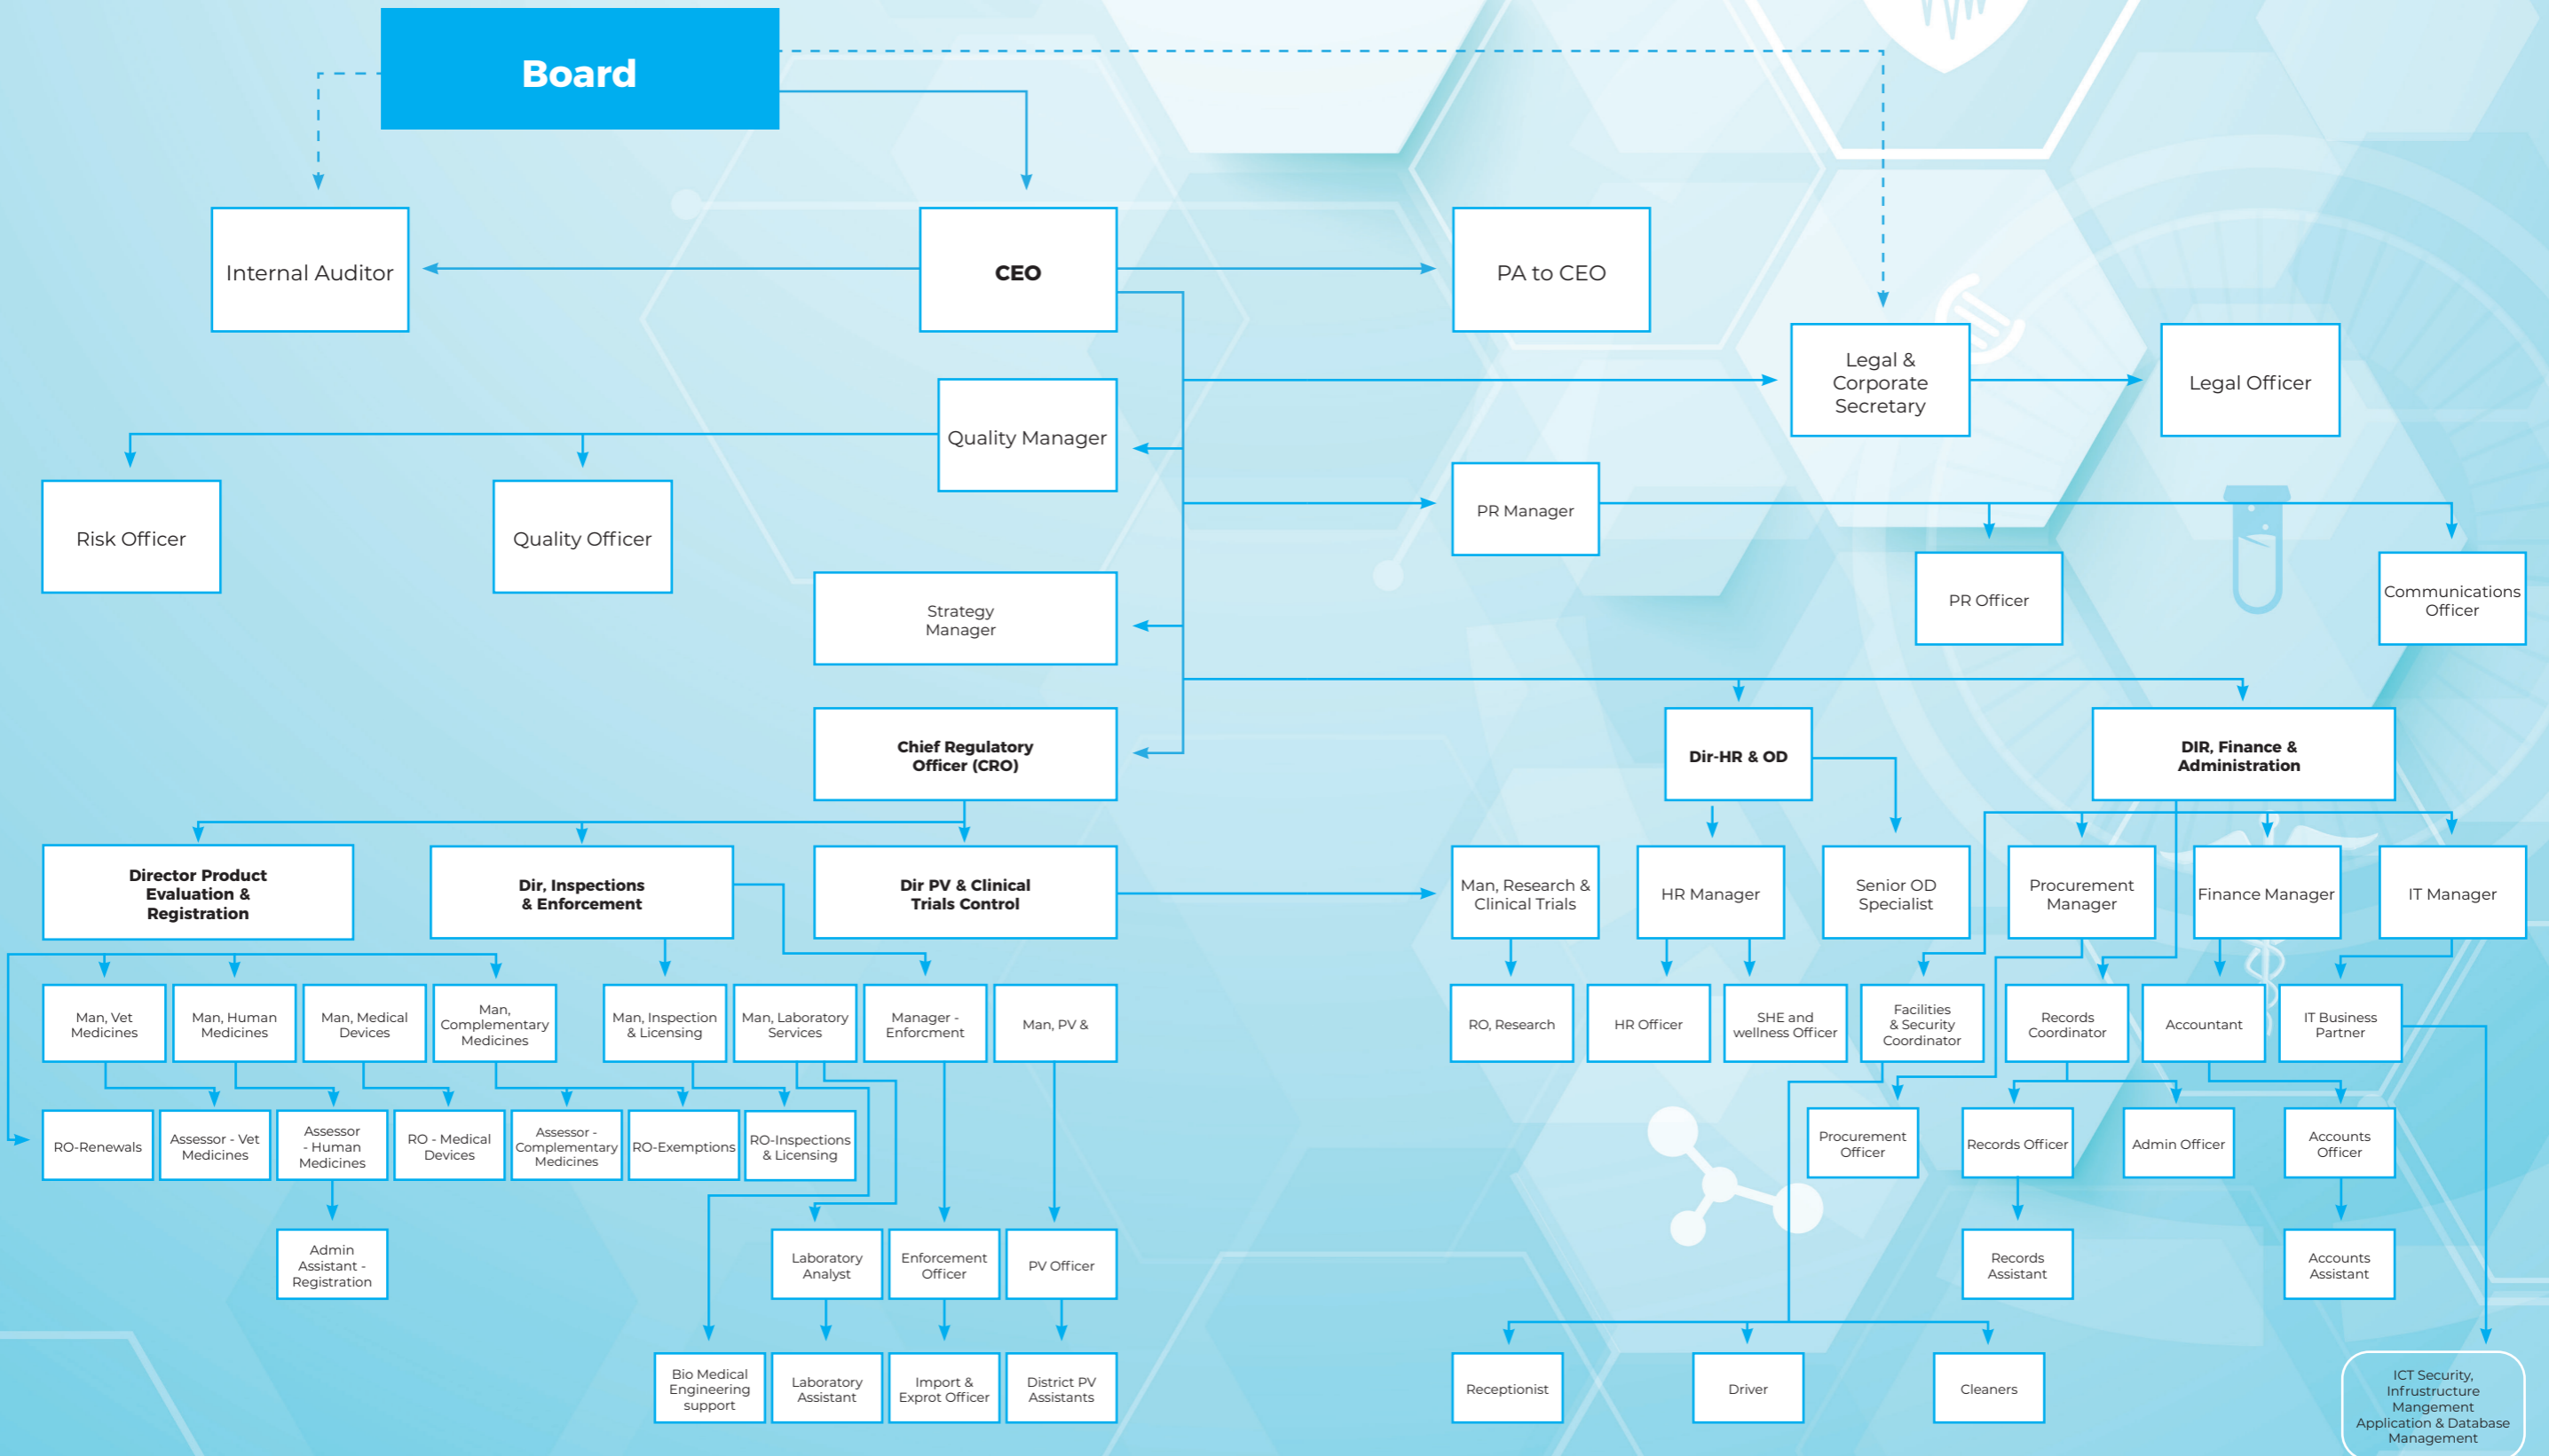 Board
Internal Auditor
CEO
PA to CEO
Legal &
Corporate
Secretary
Legal Officer
Quality Manager
PR Manager
Risk Officer
Quality Officer
PR Officer
Communications
Officer
Strategy
Manager
Chief Regulatory
Officer (CRO)
Dir-HR & OD
DIR, Finance &
Administration
Director Product
Evaluation &
Registration
Dir, Inspections
& Enforcement
Dir PV & Clinical
Trials Control
Man, Research &
Clinical Trials
HR Manager
Senior OD
Specialist
Procurement
Manager
Finance Manager
IT Manager
Man, Vet
Medicines
Man, Human
Medicines
Man, Medical
Devices
Man,
Complementary
Medicines
Man, Inspection
& Licensing
Man, Laboratory
Services
Manager -
Enforcment
Man, PV &
RO, Research
HR Officer
SHE and
wellness Officer
Facilities
& Security
Coordinator
Records
Coordinator
Accountant
IT Business
Partner
RO-Renewals
Assessor - Vet
Medicines
Assessor
- Human
Medicines
RO - Medical
Devices
Assessor -
Complementary
Medicines
RO-Exemptions
RO-Inspections
& Licensing
Procurement
Officer
Records Officer
Admin Officer
Accounts
Officer
Admin
Assistant -
Registration
Laboratory
Analyst
Enforcement
Officer
PV Officer
Records
Assistant
Accounts
Assistant
Bio Medical
Engineering
support
Laboratory
Assistant
Import &
Exprot Officer
District PV
Assistants
Receptionist
Driver
Cleaners
ICT Security,
Infrustructure
Mangement
Application & Database
Management